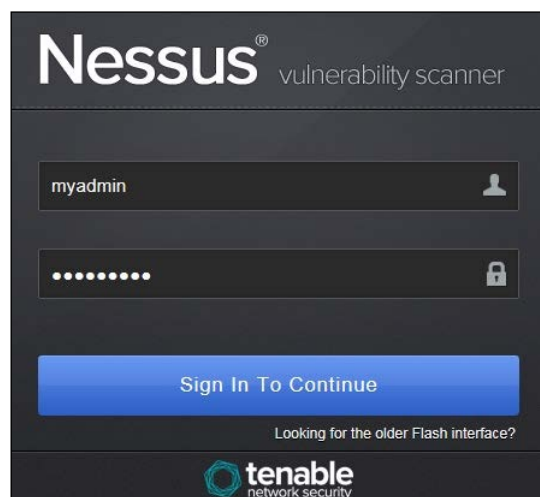 Nessus® vulnerability scanner
myadmin
•••••••••
Sign In To Continue
Looking for the older Flash interface?
tenable
network security